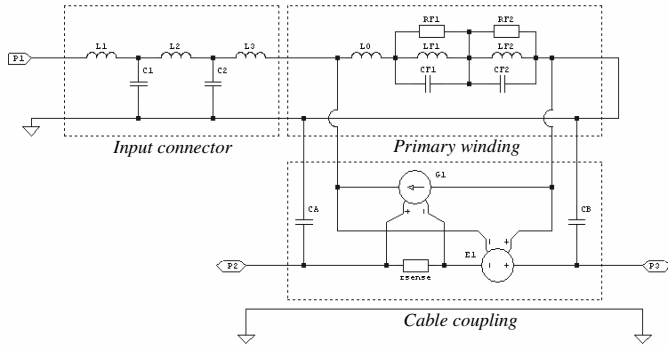 RF1 RF2
L1 L2 L3 L0 LF1 LF2
P1
C1 C2 CF1 CF2
Input connector Primary winding
G1
CA CB
+ -
- +
E1
P2 - + P3
rsense
Cable coupling